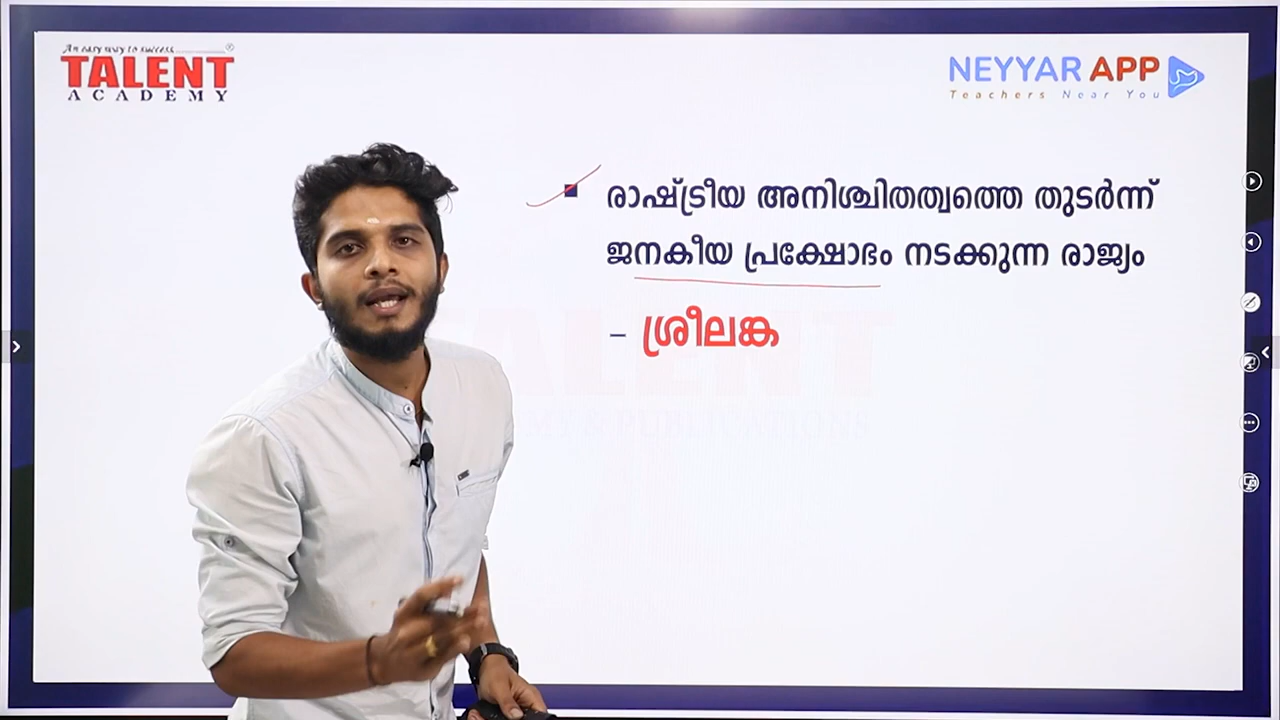 An easy way to success
TALENT
ACADEMY
NEYYAR APP
Teachers Near You
രാഷ്ട്രീയ അനിശ്ചിതത്വത്തെ തുടർന്ന്
ജനകീയ പ്രക്ഷോഭം നടക്കുന്ന രാജ്യം
– ശ്രീലങ്ക